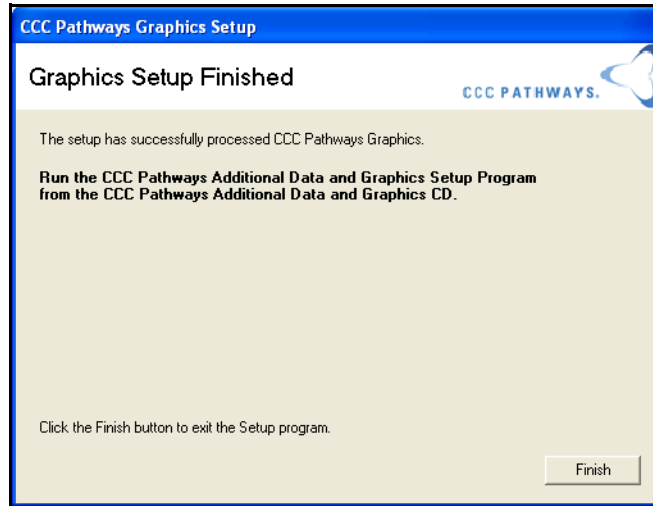 CCC Pathways Graphics Setup
Graphics Setup Finished
CCC PATHWAYS.
The setup has successfully processed CCC Pathways Graphics.
Run the CCC Pathways Additional Data and Graphics Setup Program
from the CCC Pathways Additional Data and Graphics CD.
Click the Finish button to exit the Setup program.
Finish